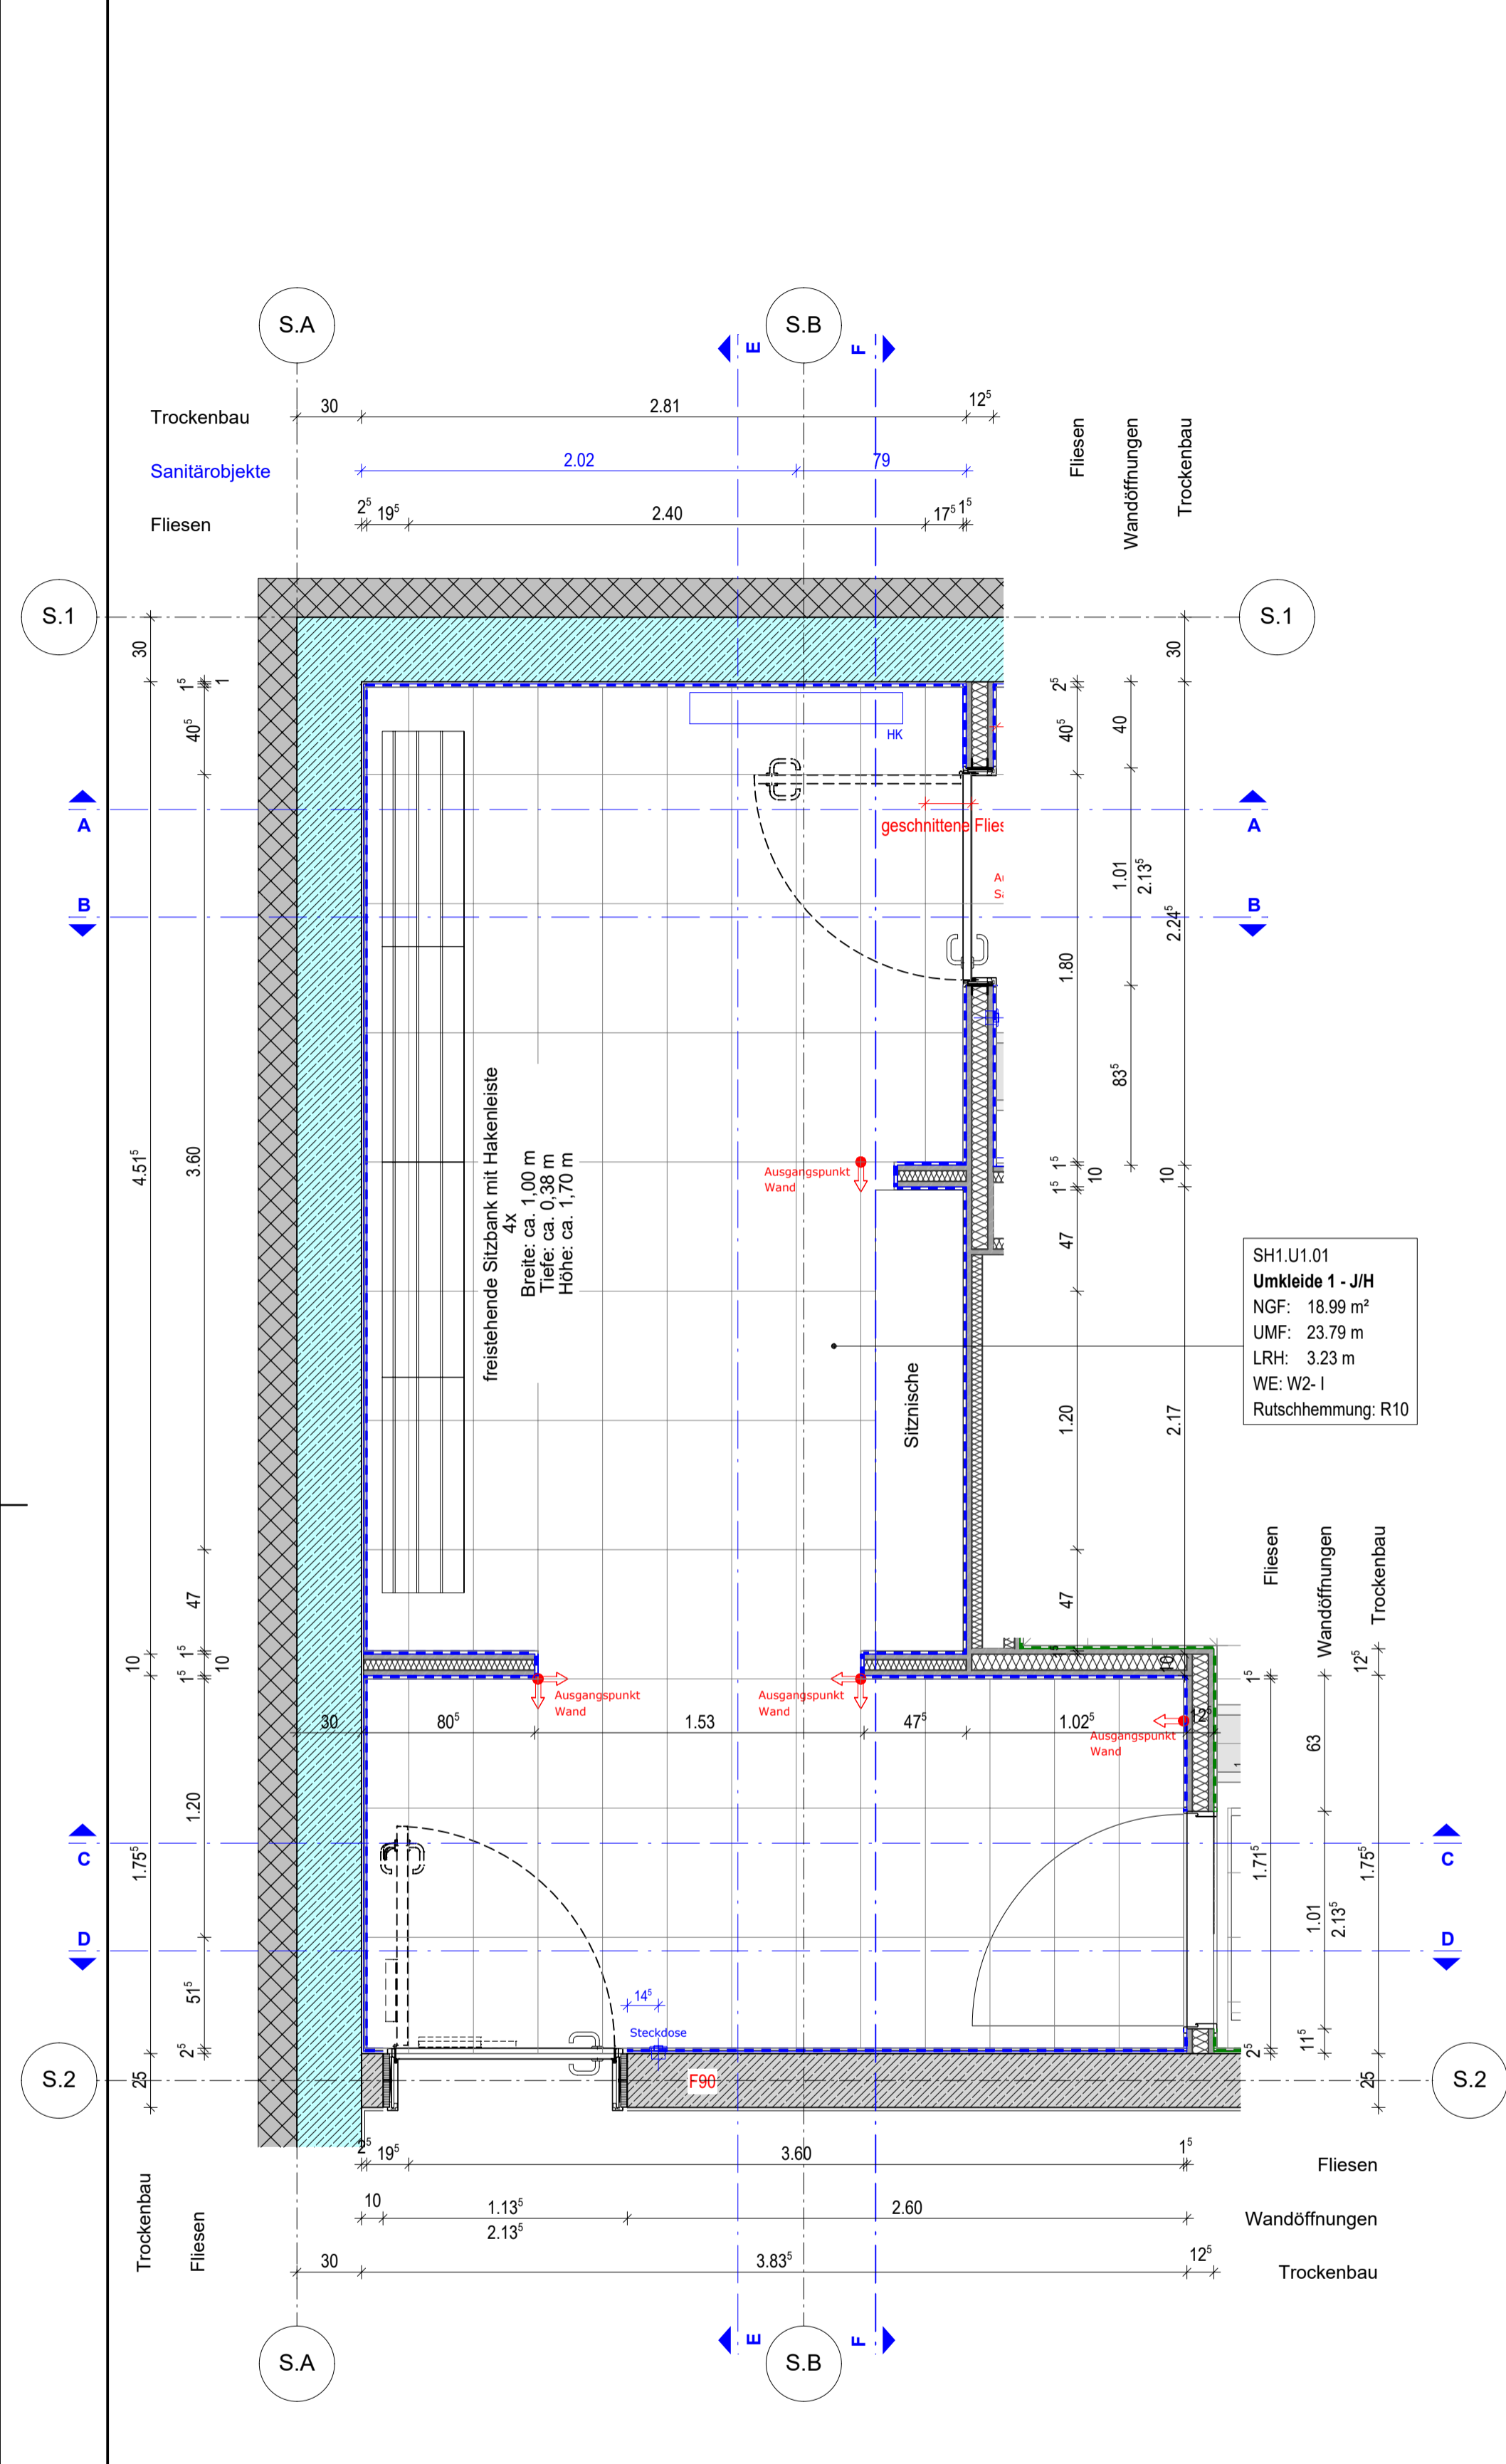 S.A
S.B
E
F
Trockenbau
30
2.81
12⁵
Sanitärobjekte
2.02
79
Fliesen
2⁵
19⁵
2.40
17⁵
1⁵
Fliesen
Wandöffnungen
Trockenbau
S.1
S.1
30
1⁵
1
40⁵
30
2⁵
40⁵
40
HK
A
A
geschnittene Flies
B
B
1.01
2.13⁵
2.24⁵
1.80
83⁵
4.51⁵
3.60
freistehende Sitzbank mit Hakenleiste
4x
Breite: ca. 1,00 m
Tiefe: ca. 0,38 m
Höhe: ca. 1,70 m
Ausgangspunkt
Wand
1⁵
10
1⁵
10
47
SH1.U1.01
Umkleide 1 - J/H
NGF: 18.99 m²
UMF: 23.79 m
LRH: 3.23 m
WE: W2- I
Rutschhemmung: R10
Sitznische
1.20
2.17
47
47
Fliesen
Wandöffnungen
Trockenbau
10
1⁵
1⁵
10
10
1⁵
12⁵
Ausgangspunkt
Wand
Ausgangspunkt
Wand
30
80⁵
1.53
47⁵
1.02⁵
12⁵
Ausgangspunkt
Wand
63
1.20
C
C
1.75⁵
1.71⁵
1.75⁵
1.01
2.13⁵
D
D
51⁵
14⁵
Steckdose
2⁵
2⁵
11⁵
S.2
25
F90
25
S.2
2⁵
19⁵
3.60
1⁵
Fliesen
Trockenbau
Fliesen
10
1.13⁵
2.13⁵
2.60
Wandöffnungen
30
3.83⁵
12⁵
Trockenbau
E
F
S.A
S.B